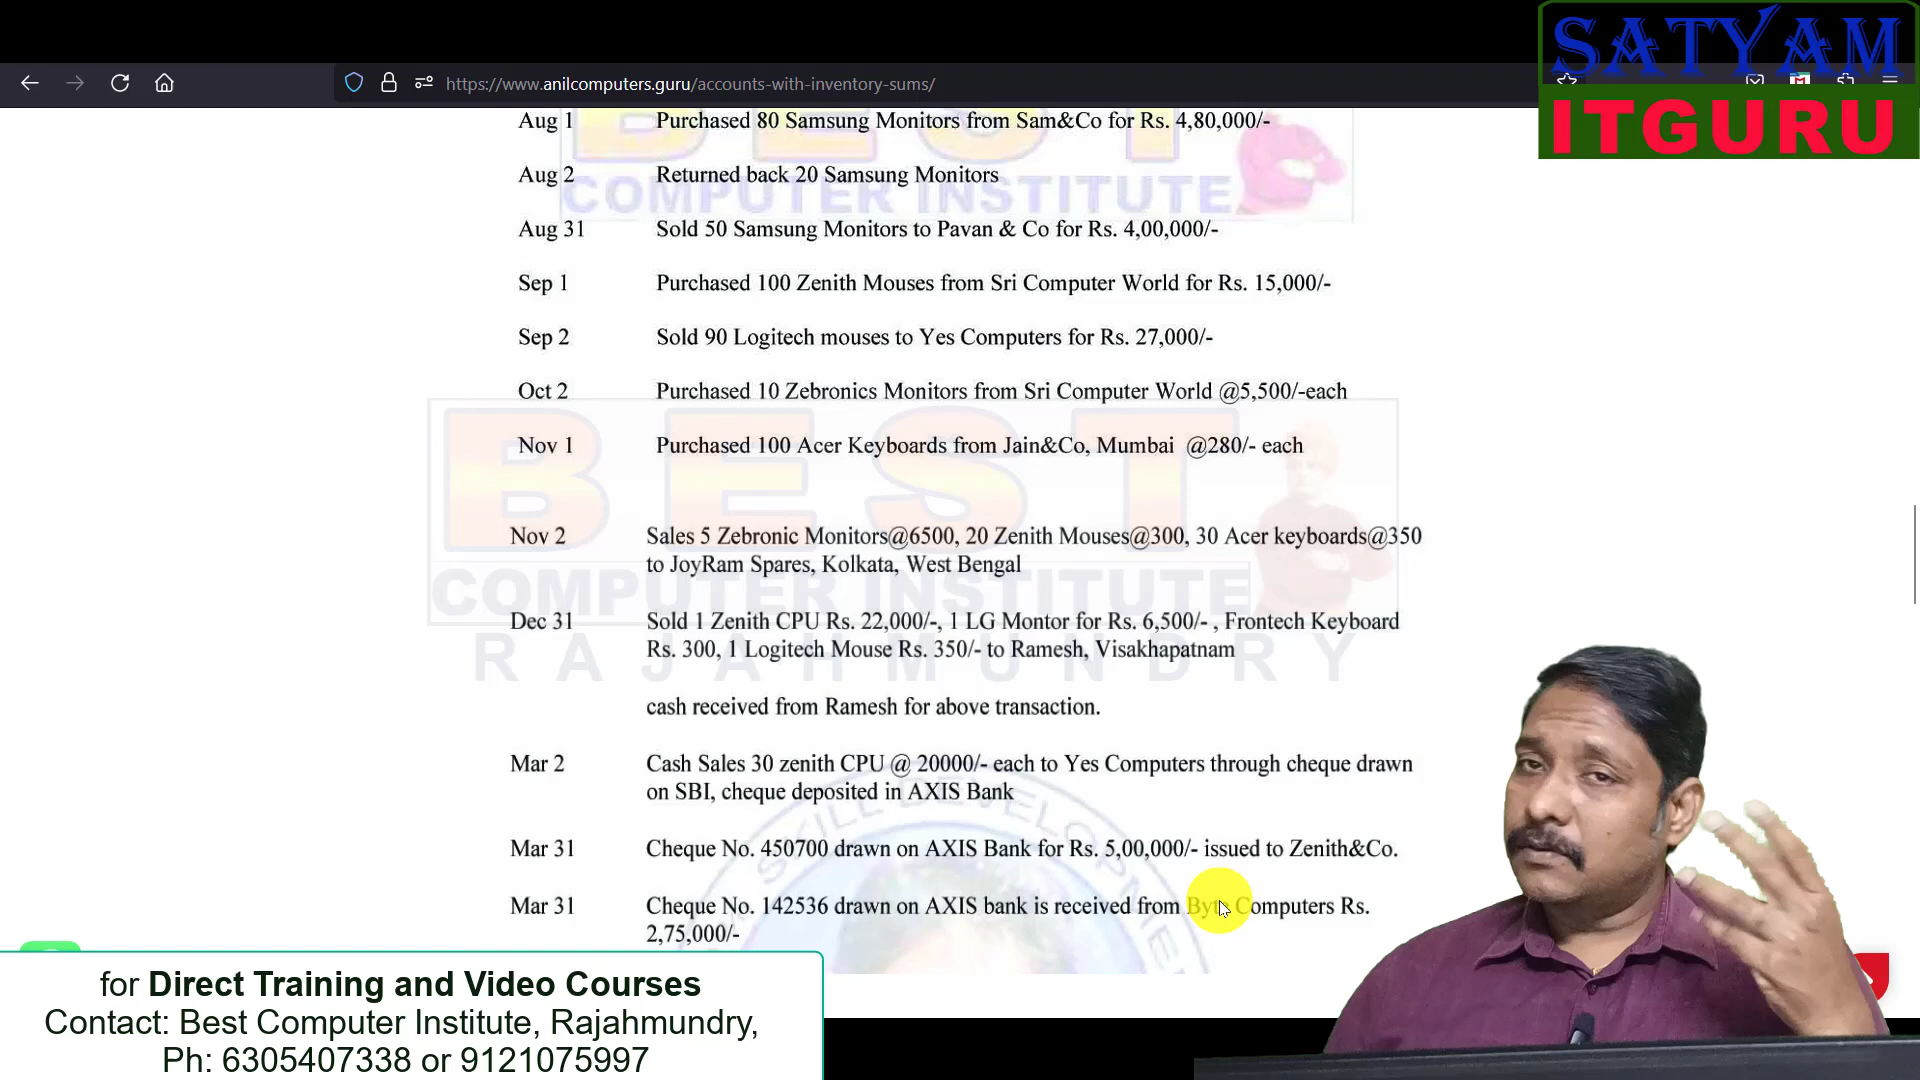 SATYAM
ITGURU
https://www.anilcomputers.guru/accounts-with-inventory-sums/
Aug 1 Purchased 80 Samsung Monitors from Sam&Co for Rs. 4,80,000/-
Aug 2 Returned back 20 Samsung Monitors
Aug 31 Sold 50 Samsung Monitors to Pavan & Co for Rs. 4,00,000/-
Sep 1 Purchased 100 Zenith Mouses from Sri Computer World for Rs. 15,000/-
Sep 2 Sold 90 Logitech mouses to Yes Computers for Rs. 27,000/-
Oct 2 Purchased 10 Zebronics Monitors from Sri Computer World @5,500/-each
Nov 1 Purchased 100 Acer Keyboards from Jain&Co, Mumbai @280/- each
Nov 2 Sales 5 Zebronic Monitors@6500, 20 Zenith Mouses@300, 30 Acer keyboards@350
to JoyRam Spares, Kolkata, West Bengal
Dec 31 Sold 1 Zenith CPU Rs. 22,000/-, 1 LG Montor for Rs. 6,500/- , Frontech Keyboard
Rs. 300, 1 Logitech Mouse Rs. 350/- to Ramesh, Visakhapatnam
cash received from Ramesh for above transaction.
Mar 2 Cash Sales 30 zenith CPU @ 20000/- each to Yes Computers through cheque drawn
on SBI, cheque deposited in AXIS Bank
Mar 31 Cheque No. 450700 drawn on AXIS Bank for Rs. 5,00,000/- issued to Zenith&Co.
Mar 31 Cheque No. 142536 drawn on AXIS bank is received from Byte Computers Rs.
2,75,000/-
BEST
COMPUTER INSTITUTE
BEST
COMPUTER INSTITUTE
RAJAHMUNDRY
SKILL DEVELOPM
for Direct Training and Video Courses
Contact: Best Computer Institute, Rajahmundry,
Ph: 6305407338 or 9121075997